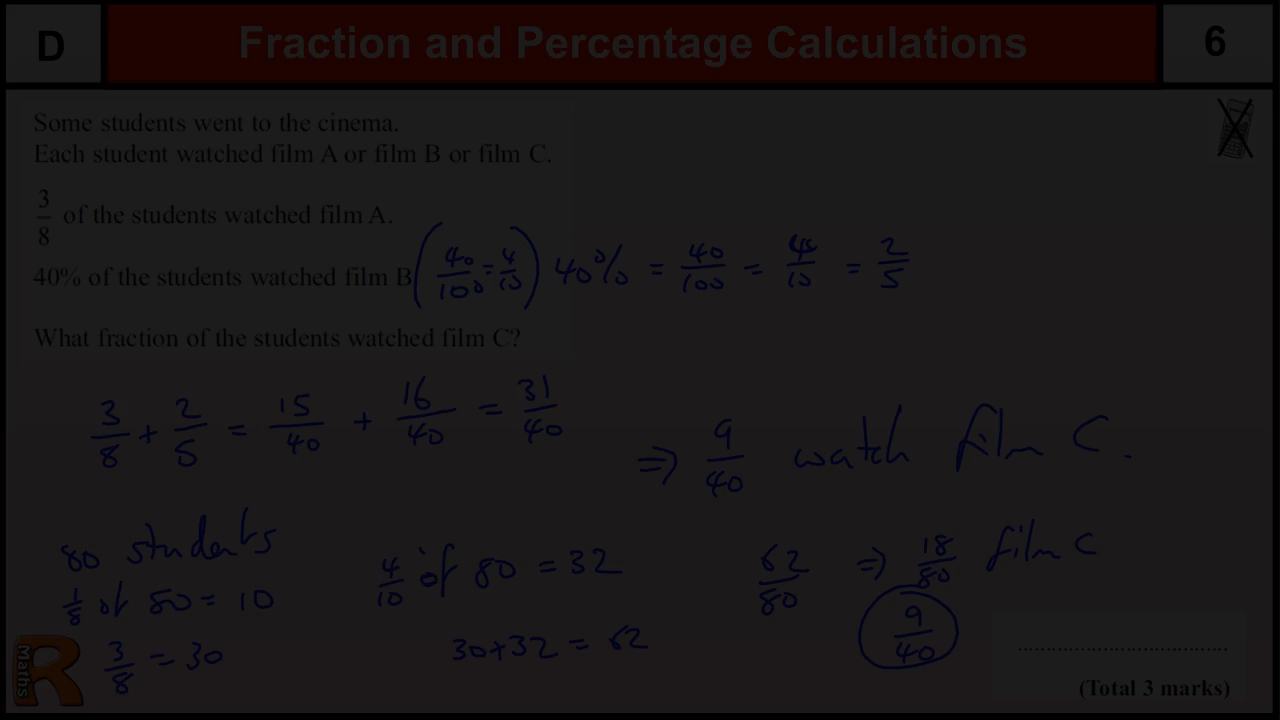 D Fraction and Percentage Calculations 6
Some students went to the cinema.
Each student watched film A or film B or film C.
3/8 of the students watched film A.
40% of the students watched film B (40/100 = 4/10) 40% = 40/100 = 4/10 = 2/5
What fraction of the students watched film C?
3/8 + 2/5 = 15/40 + 16/40 = 31/40
⇒ 9/40 watch film C.
80 students
1/8 of 80 = 10
3/8 = 30
4/10 of 80 = 32
30+32 = 62
62/80 ⇒ 18/80 film C
9/40
....................................
(Total 3 marks)
R Maths